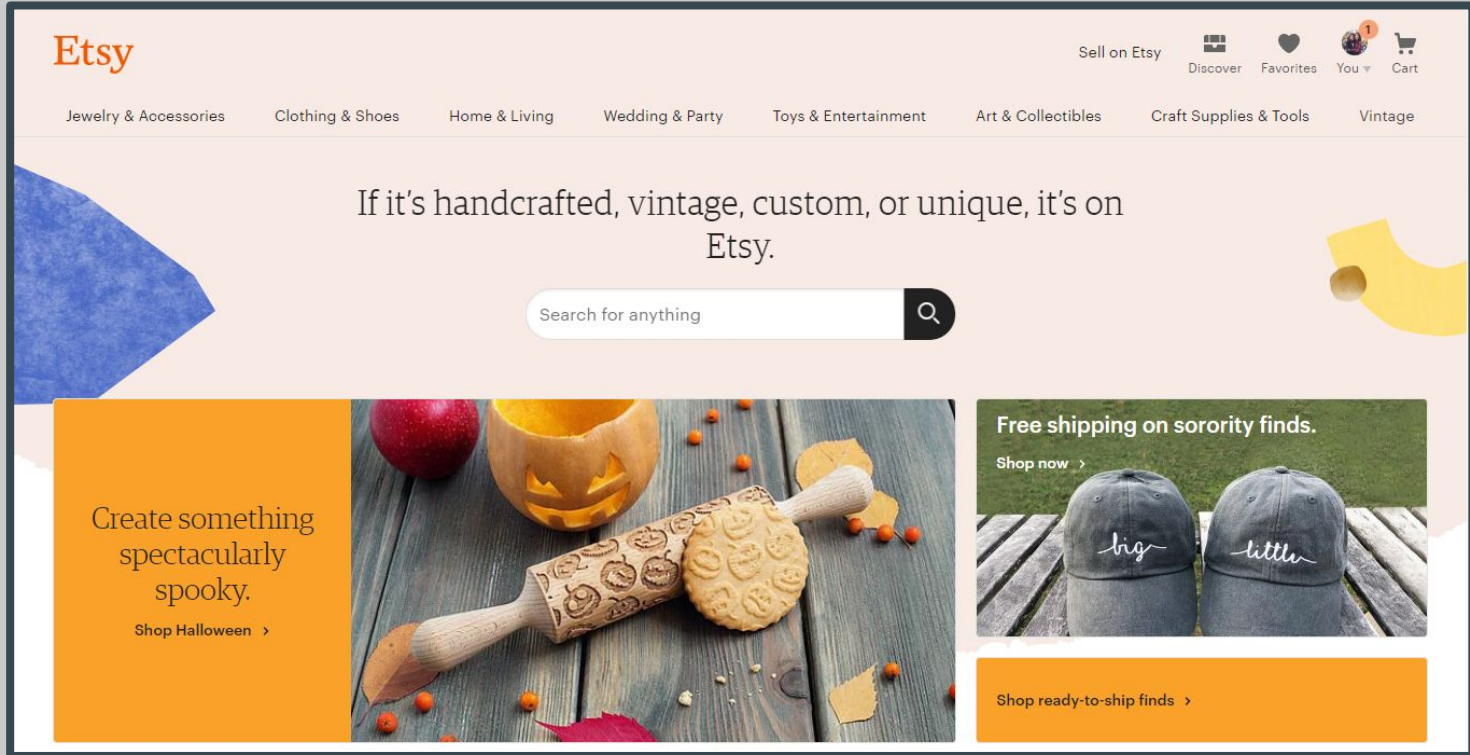 Etsy
Sell on Etsy
Discover
Favorites
1
You
Cart
Jewelry & Accessories
Clothing & Shoes
Home & Living
Wedding & Party
Toys & Entertainment
Art & Collectibles
Craft Supplies & Tools
Vintage
If it's handcrafted, vintage, custom, or unique, it's on
Etsy.
Search for anything
Create something
spectacularly
spooky.
Shop Halloween >
Free shipping on sorority finds.
Shop now >
big
little
Shop ready-to-ship finds >